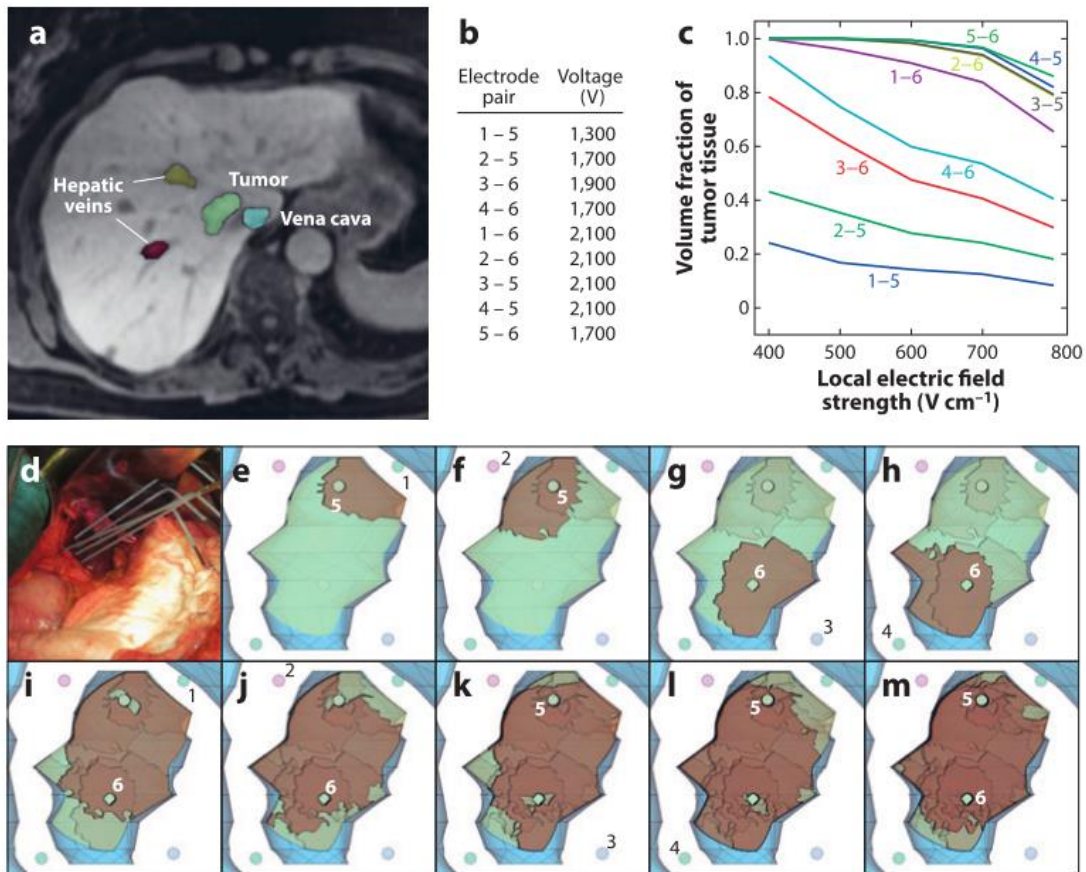 a
Hepatic
veins
Tumor
Vena cava
b
Electrode pair Voltage (V)
1 – 5 1,300
2 – 5 1,700
3 – 6 1,900
4 – 6 1,700
1 – 6 2,100
2 – 6 2,100
3 – 5 2,100
4 – 5 2,100
5 – 6 1,700
c
Volume fraction of
tumor tissue
1.0
0.8
0.6
0.4
0.2
0
5–6
4–5
2–6
1–6
3–5
4–6
3–6
2–5
1–5
400 500 600 700 800
Local electric field
strength (V cm⁻¹)
d
e
1
5
f
2
5
g
6
3
h
6
4
i
1
6
j
2
6
k
5
3
l
5
4
m
5
6